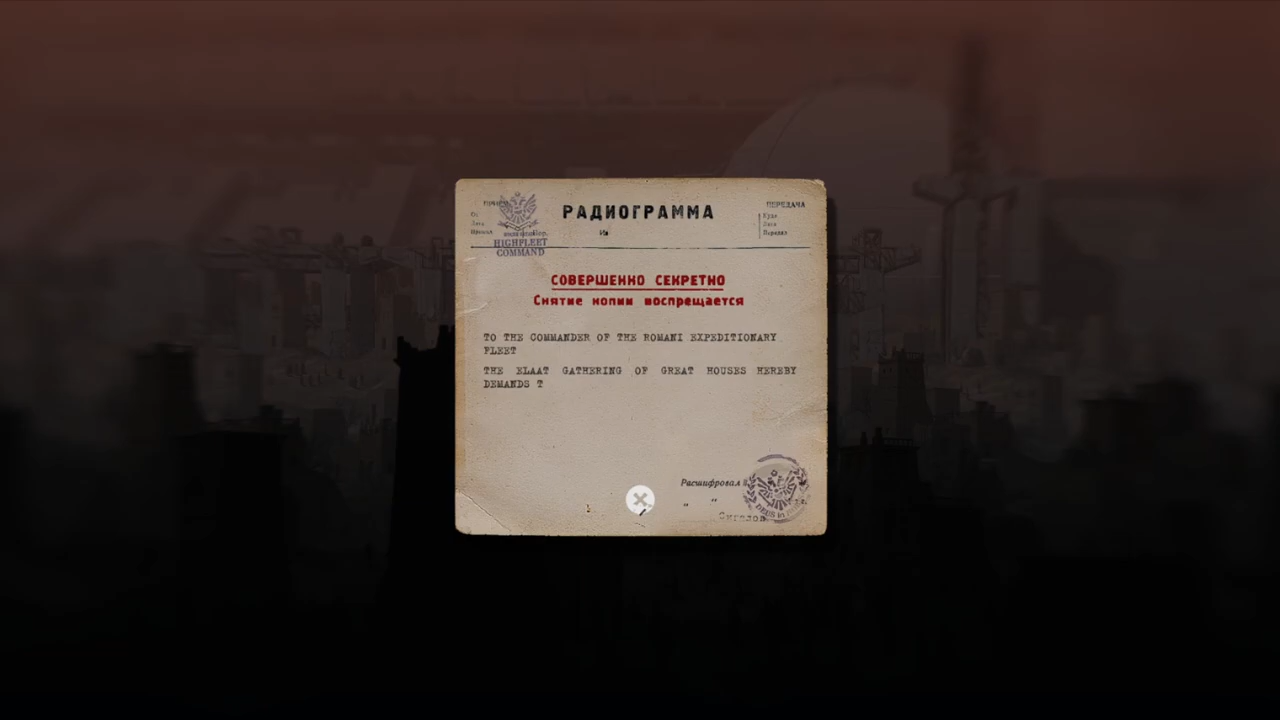 РАДИОГРАММА
ПЕРЕДАЧА
HIGHFLEET
COMMAND
СОВЕРШЕННО СЕКРЕТНО
Снятие копии воспрещается
TO THE COMMANDER OF THE ROMANI EXPEDITIONARY
FLEET
THE ELAAT GATHERING OF GREAT HOUSES HEREBY
DEMANDS T
Расшифровал